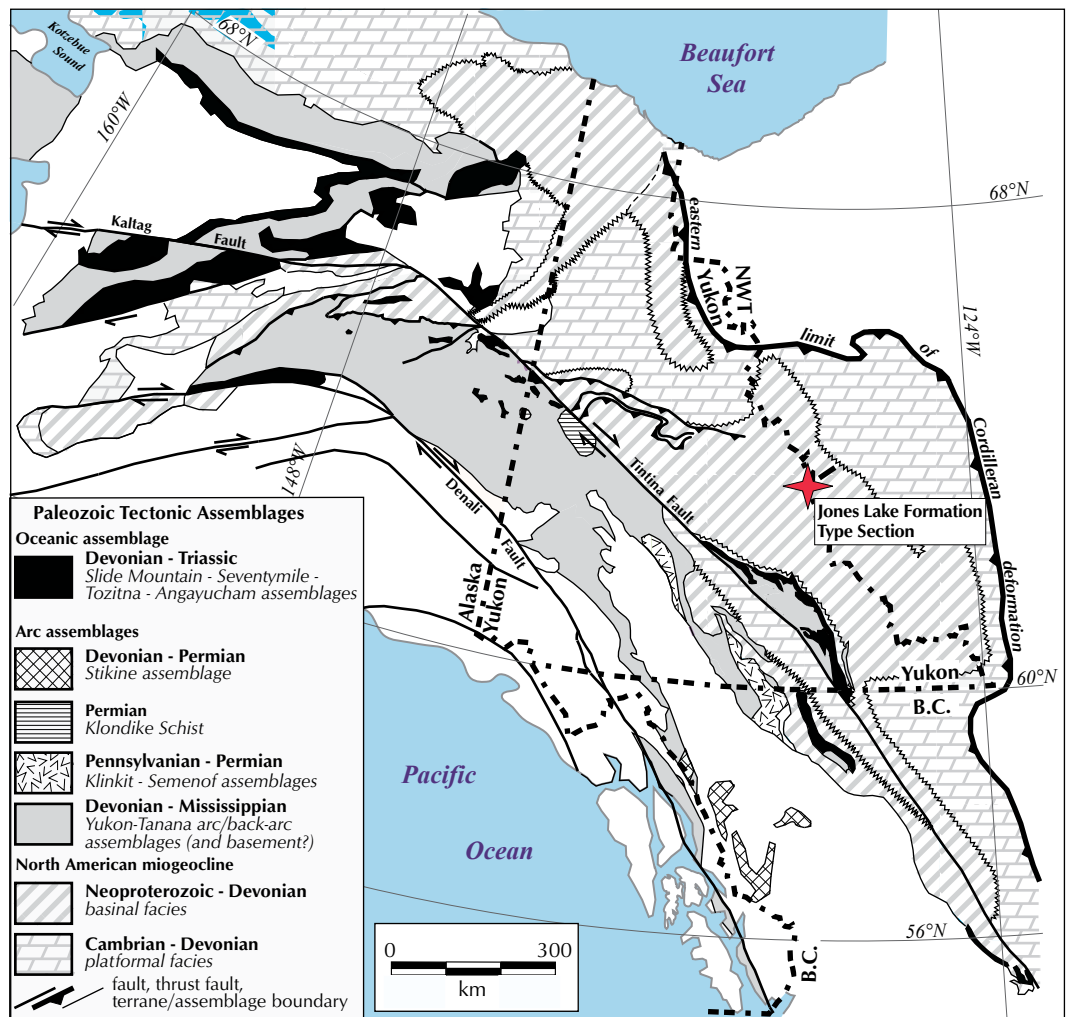 Kotzebue
Sound
68°N
Beaufort
Sea
160°W
68°N
Kaltag
Fault
eastern
Yukon
NWT
limit
of
124°W
Cordilleran
deformation
148°W
Denali
Fault
Tintina Fault
Jones Lake Formation
Type Section
Alaska
Yukon
Yukon
B.C.
60°N
Pacific
Ocean
56°N
B.C.
Paleozoic Tectonic Assemblages
Oceanic assemblage
Devonian - Triassic
Slide Mountain - Seventymile -
Tozitna - Angayucham assemblages
Arc assemblages
Devonian - Permian
Stikine assemblage
Permian
Klondike Schist
Pennsylvanian - Permian
Klinkit - Semenof assemblages
Devonian - Mississippian
Yukon-Tanana arc/back-arc
assemblages (and basement?)
North American miogeocline
Neoproterozoic - Devonian
basinal facies
Cambrian - Devonian
platformal facies
fault, thrust fault,
terrane/assemblage boundary
0 300
km